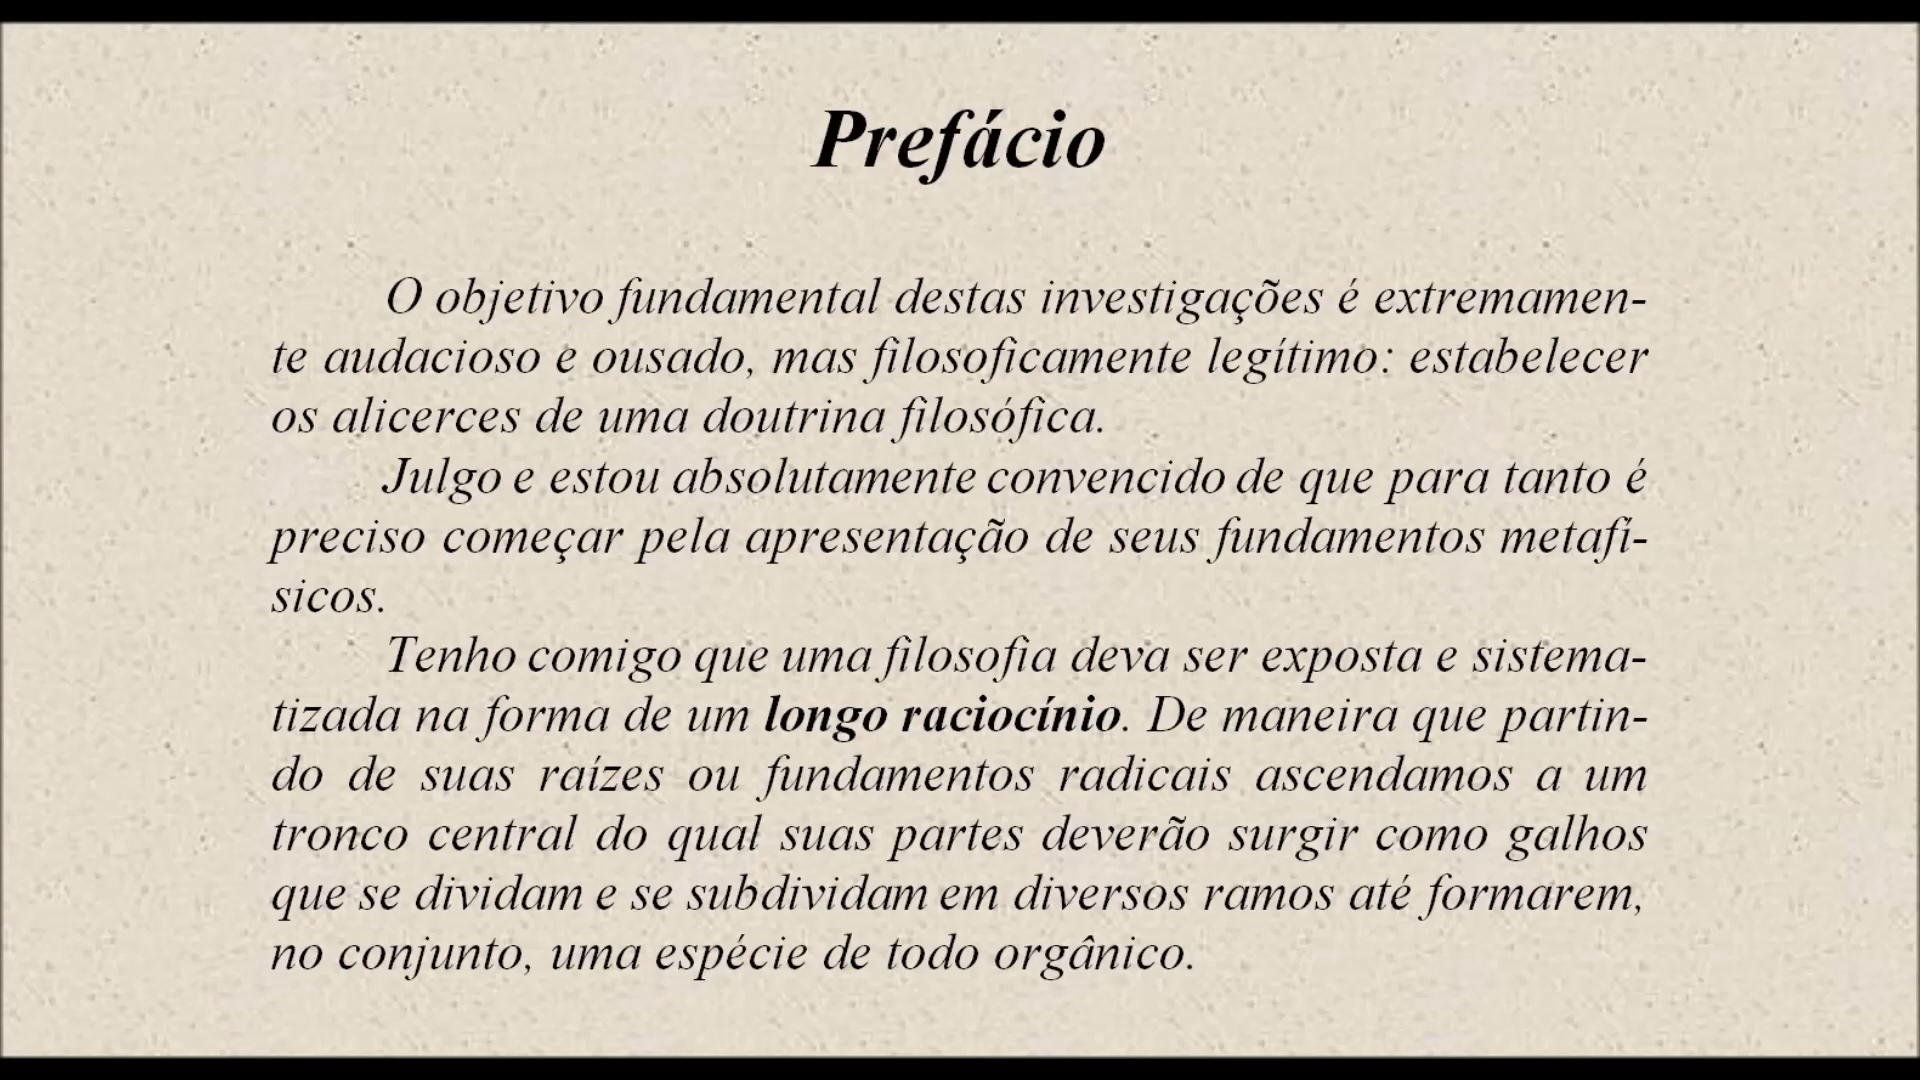 Prefácio
O objetivo fundamental destas investigações é extremamen-
te audacioso e ousado, mas filosoficamente legítimo: estabelecer
os alicerces de uma doutrina filosófica.
Julgo e estou absolutamente convencido de que para tanto é
preciso começar pela apresentação de seus fundamentos metafí-
sicos.
Tenho comigo que uma filosofia deva ser exposta e sistema-
tizada na forma de um longo raciocínio. De maneira que partin-
do de suas raízes ou fundamentos radicais ascendamos a um
tronco central do qual suas partes deverão surgir como galhos
que se dividam e se subdividam em diversos ramos até formarem,
no conjunto, uma espécie de todo orgânico.